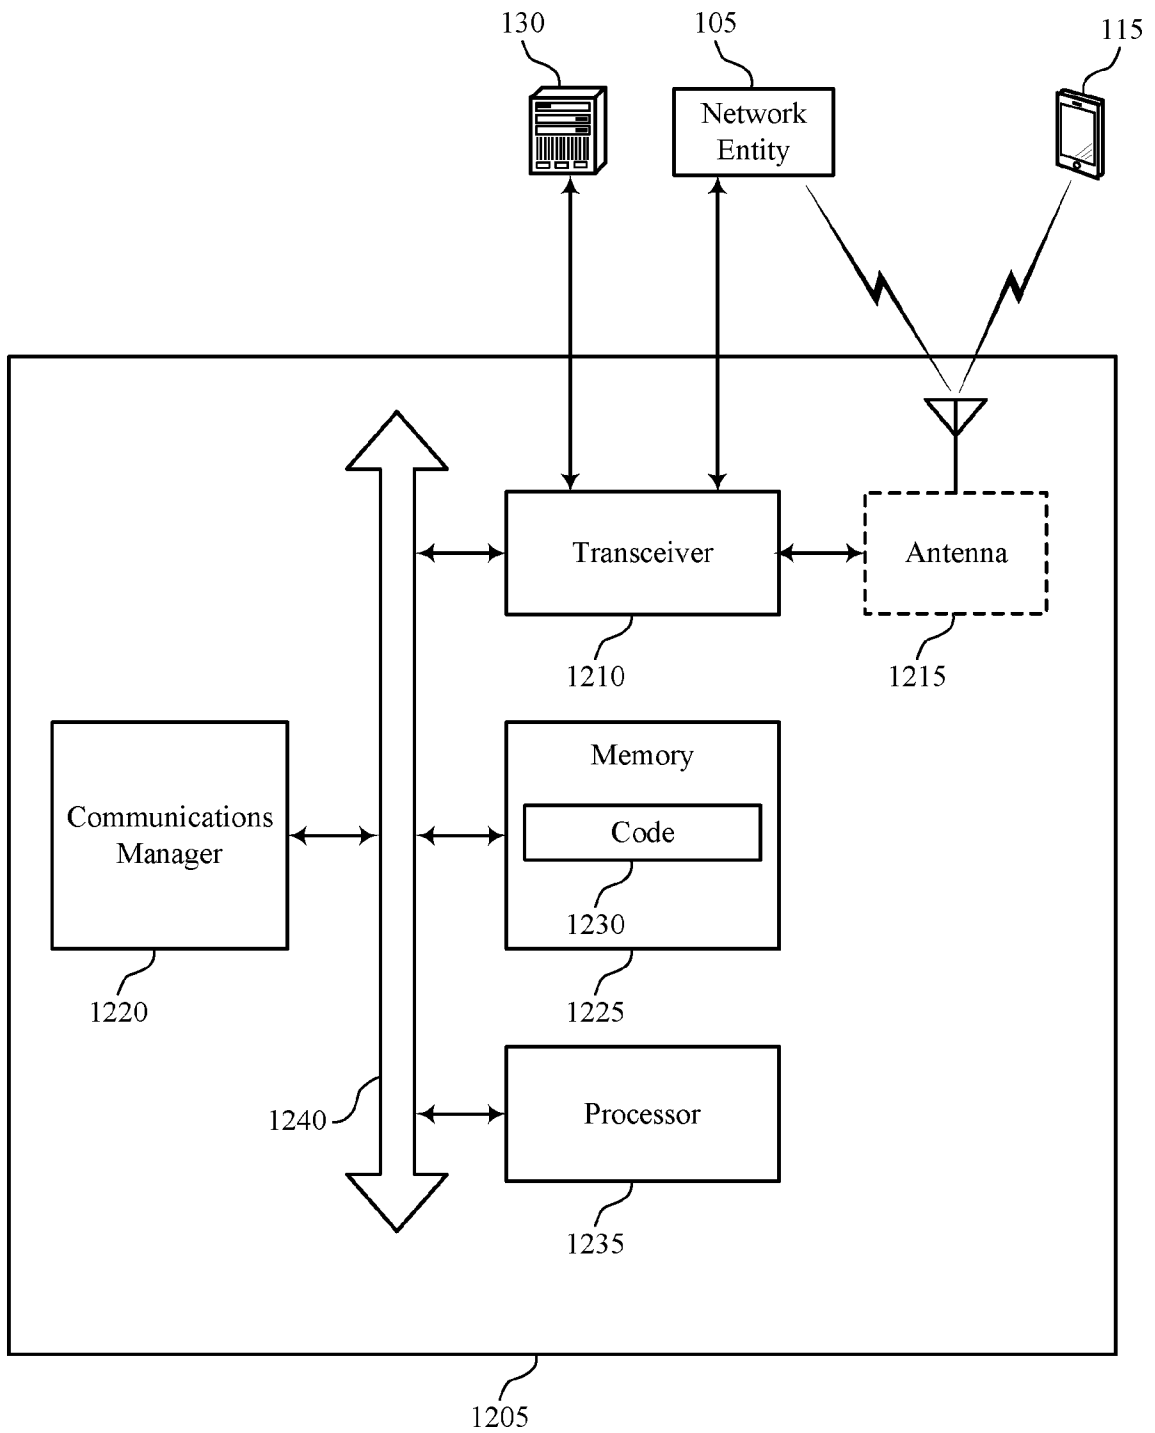 130
105
115
Network
Entity
Transceiver
Antenna
1210
1215
Memory
Communications
Manager
Code
1230
1220
1225
1240
Processor
1235
1205